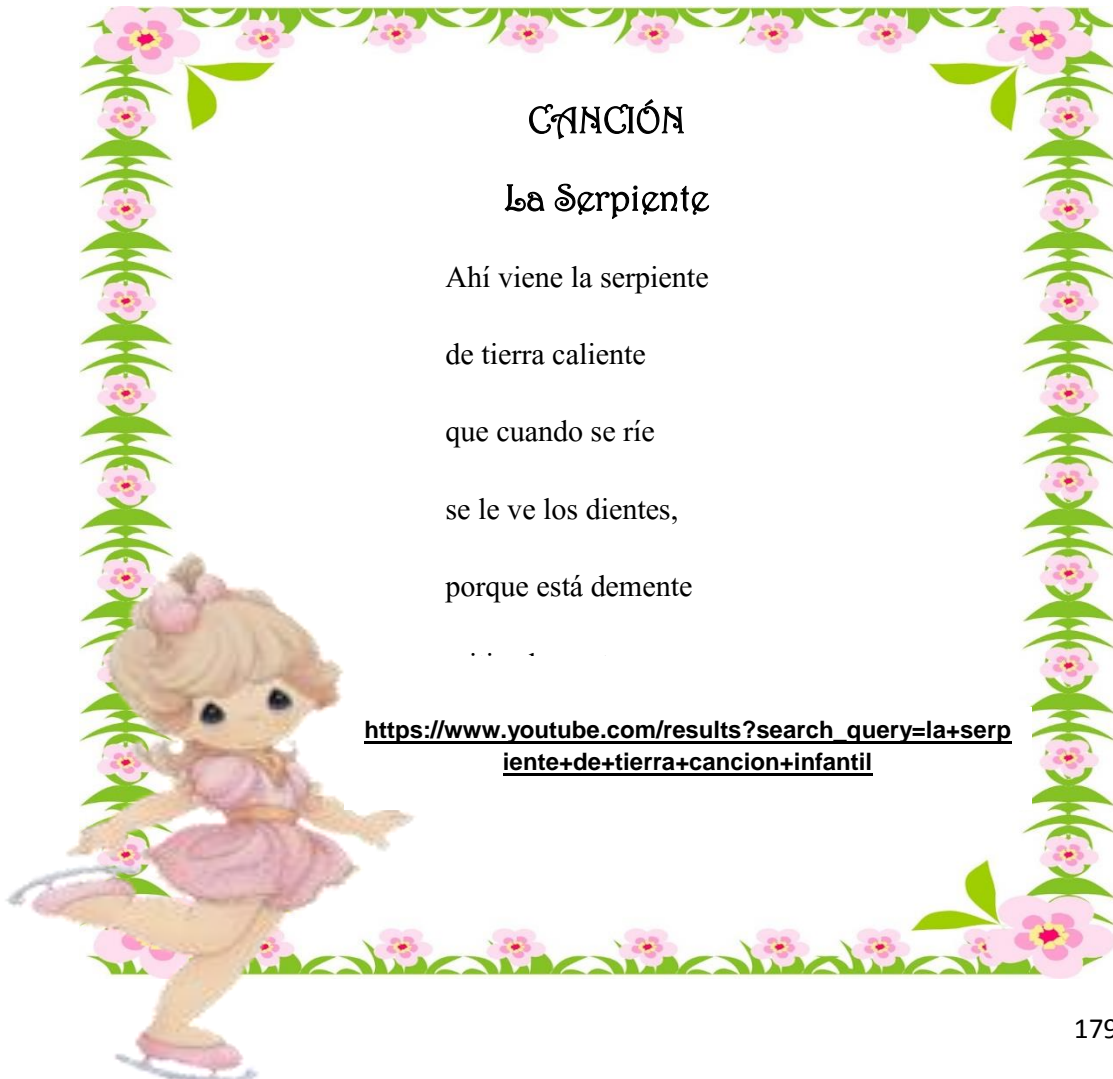 CANCIÓN
La Serpiente
Ahí viene la serpiente
de tierra caliente
que cuando se ríe
se le ve los dientes,
porque está demente
https://www.youtube.com/results?search_query=la+serp
iente+de+tierra+cancion+infantil
179